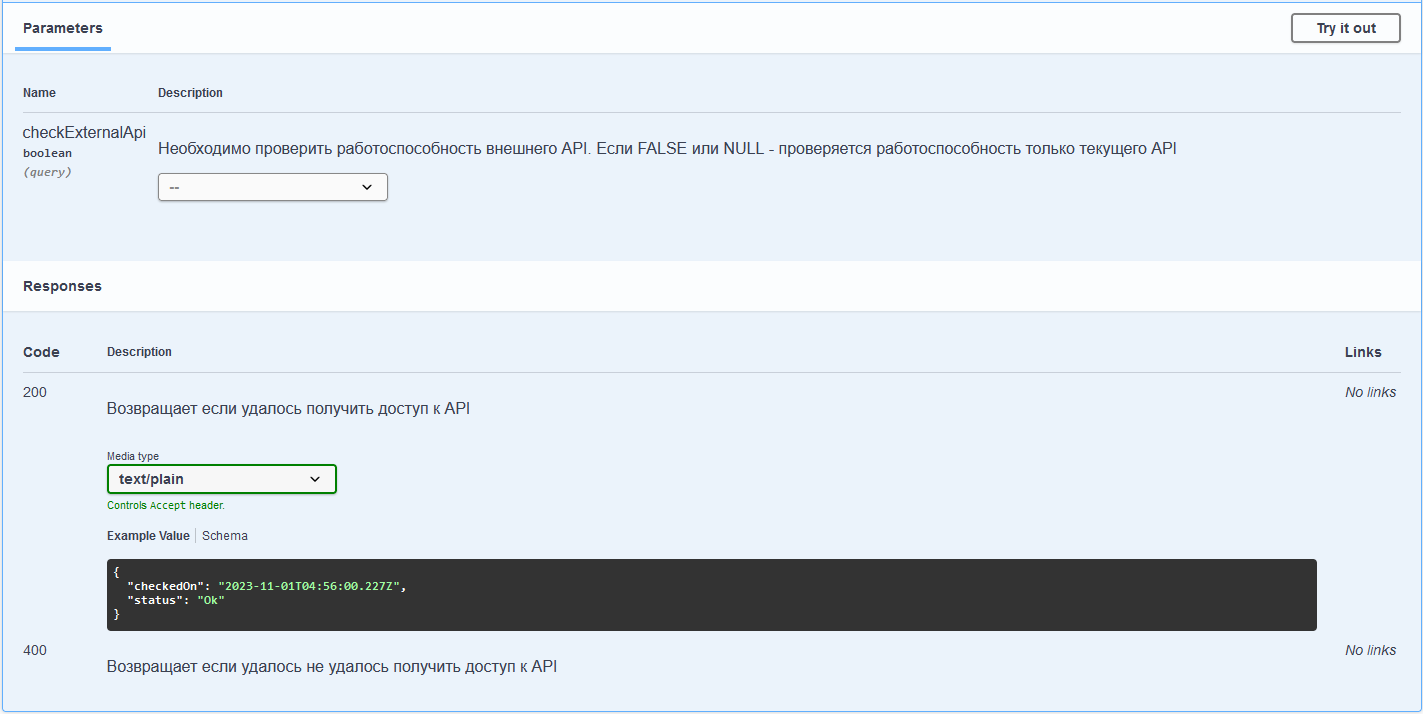 Parameters
Try it out
Name Description
checkExternalApi
boolean
(query)
Необходимо проверить работоспособность внешнего API. Если FALSE или NULL - проверяется работоспособность только текущего API
--
Responses
Code Description Links
200 No links
Возвращает если удалось получить доступ к API
Media type
text/plain
Controls Accept header.
Example Value Schema
{
"checkedOn": "2023-11-01T04:56:00.227Z",
"status": "Ok"
}
400 No links
Возвращает если удалось не удалось получить доступ к API